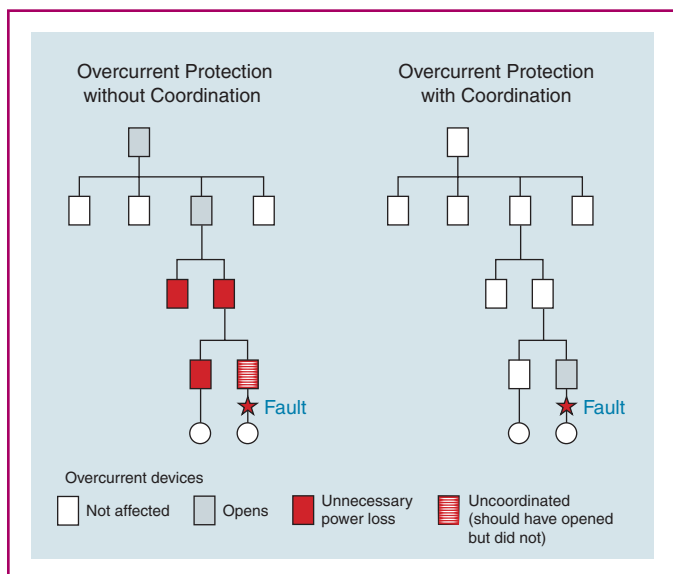 Overcurrent Protection
without Coordination
Overcurrent Protection
with Coordination
Fault
Fault
Overcurrent devices
Not affected
Opens
Unnecessary
power loss
Uncoordinated
(should have opened
but did not)